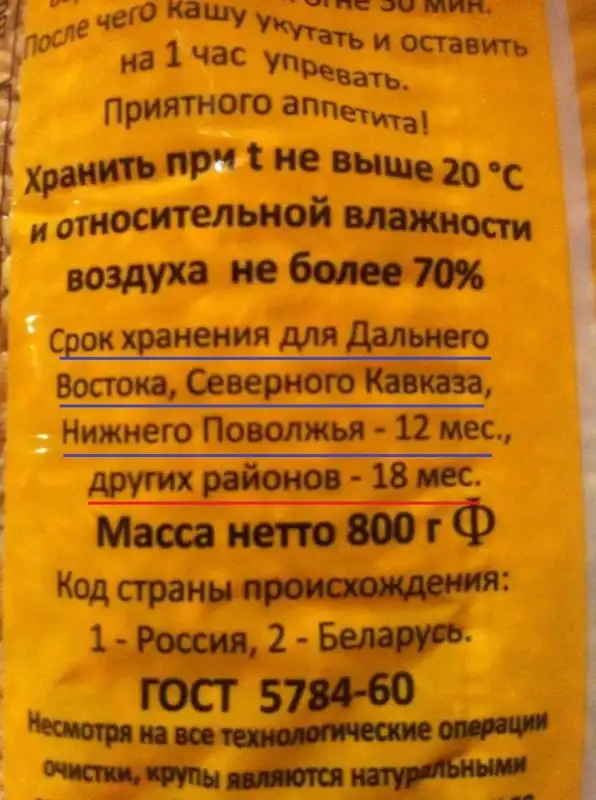 огне 30 мин.
После чего кашу укутать и оставить
на 1 час упревать.
Приятного аппетита!
Хранить при t не выше 20 °С
и относительной влажности
воздуха не более 70%
Срок хранения для Дальнего
Востока, Северного Кавказа,
Нижнего Поволжья - 12 мес.,
других районов - 18 мес.
Масса нетто 800 г Ф
Код страны происхождения:
1 - Россия, 2 - Беларусь.
ГОСТ 5784-60
Несмотря на все технологические операции
очистки, крупы являются натуральными